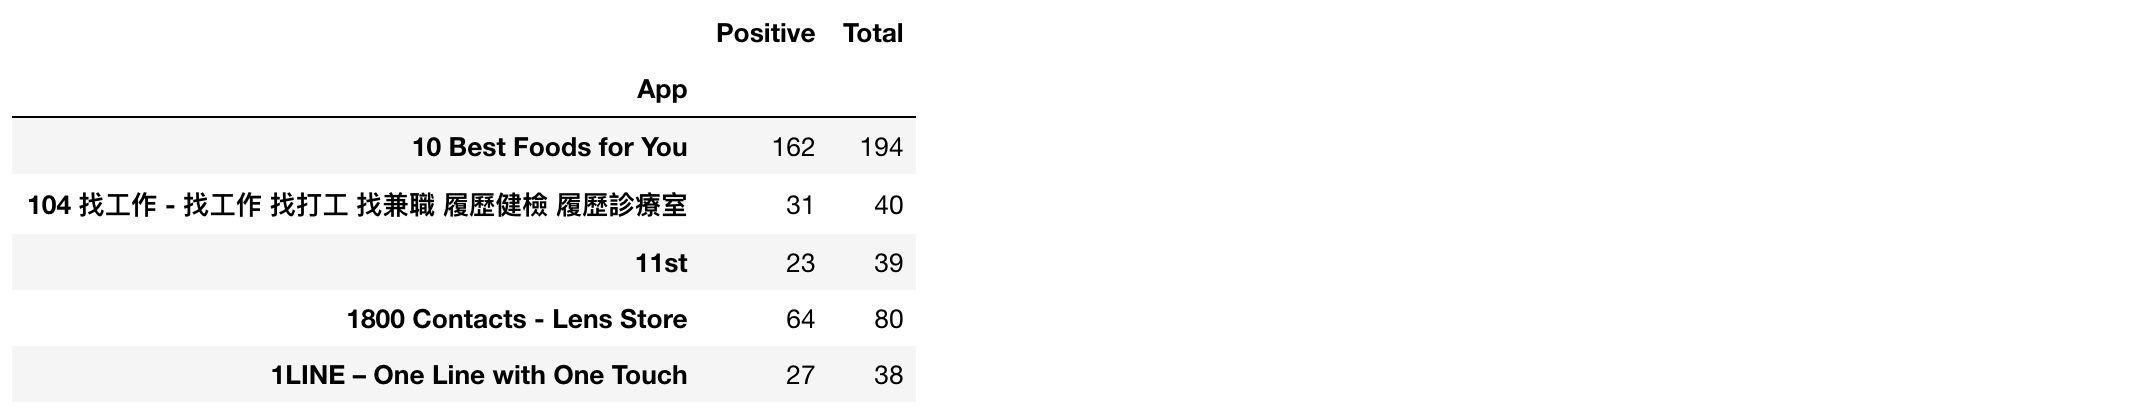 Positive Total
App
10 Best Foods for You 162 194
104 找工作 - 找工作 找打工 找兼職 履歷健檢 履歷診療室 31 40
11st 23 39
1800 Contacts - Lens Store 64 80
1LINE – One Line with One Touch 27 38